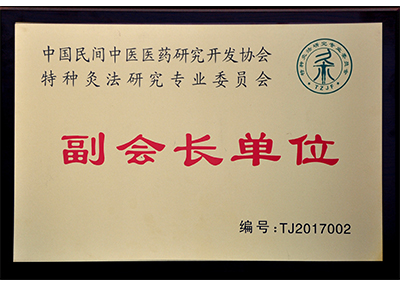 中国民间中医医药研究开发协会
特种灸法研究专业委员会
TZJF
副会长单位
编号:TJ2017002